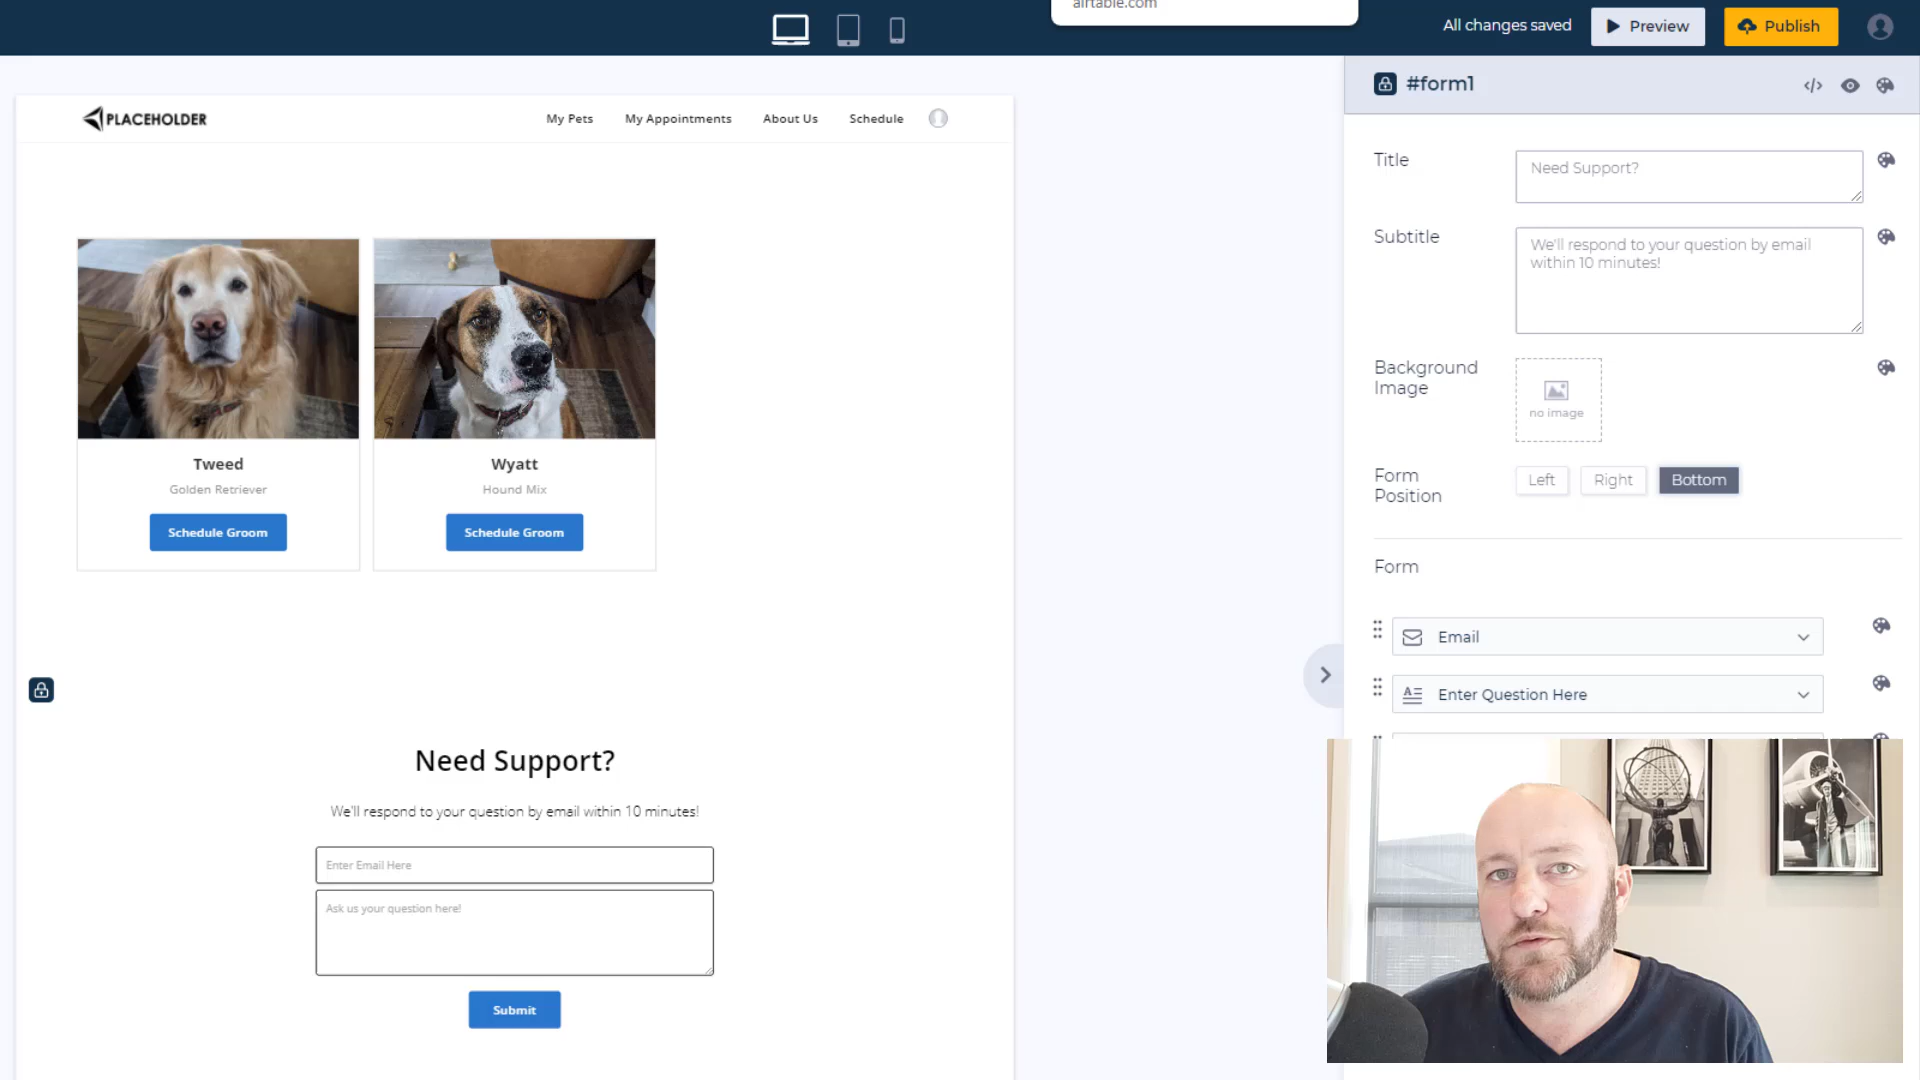 airtable.com
All changes saved
Preview
Publish
#form1
PLACEHOLDER
My Pets
My Appointments
About Us
Schedule
Tweed
Golden Retriever
Schedule Groom
Wyatt
Hound Mix
Schedule Groom
Need Support?
We'll respond to your question by email within 10 minutes!
Enter Email Here
Ask us your question here!
Submit
Title
Need Support?
Subtitle
We'll respond to your question by email
within 10 minutes!
Background
Image
no image
Form
Position
Left
Right
Bottom
Form
Email
Enter Question Here